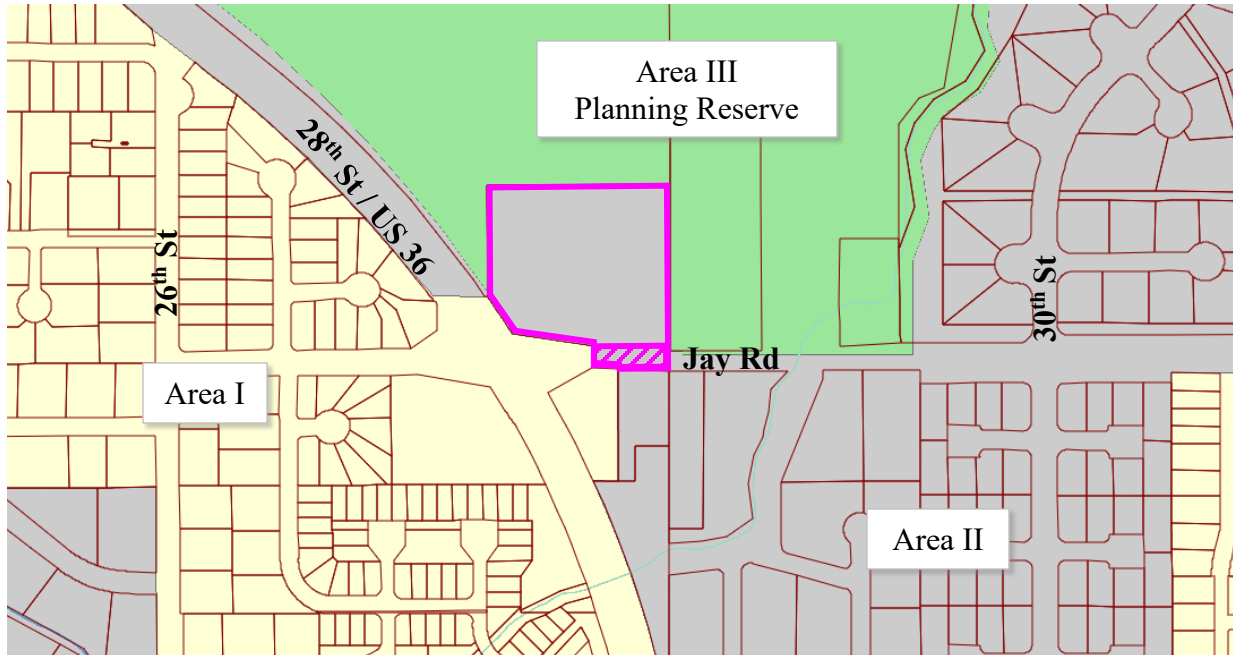 Area III
Planning Reserve
28th St / US 36
26th St
30th St
Jay Rd
Area I
Area II